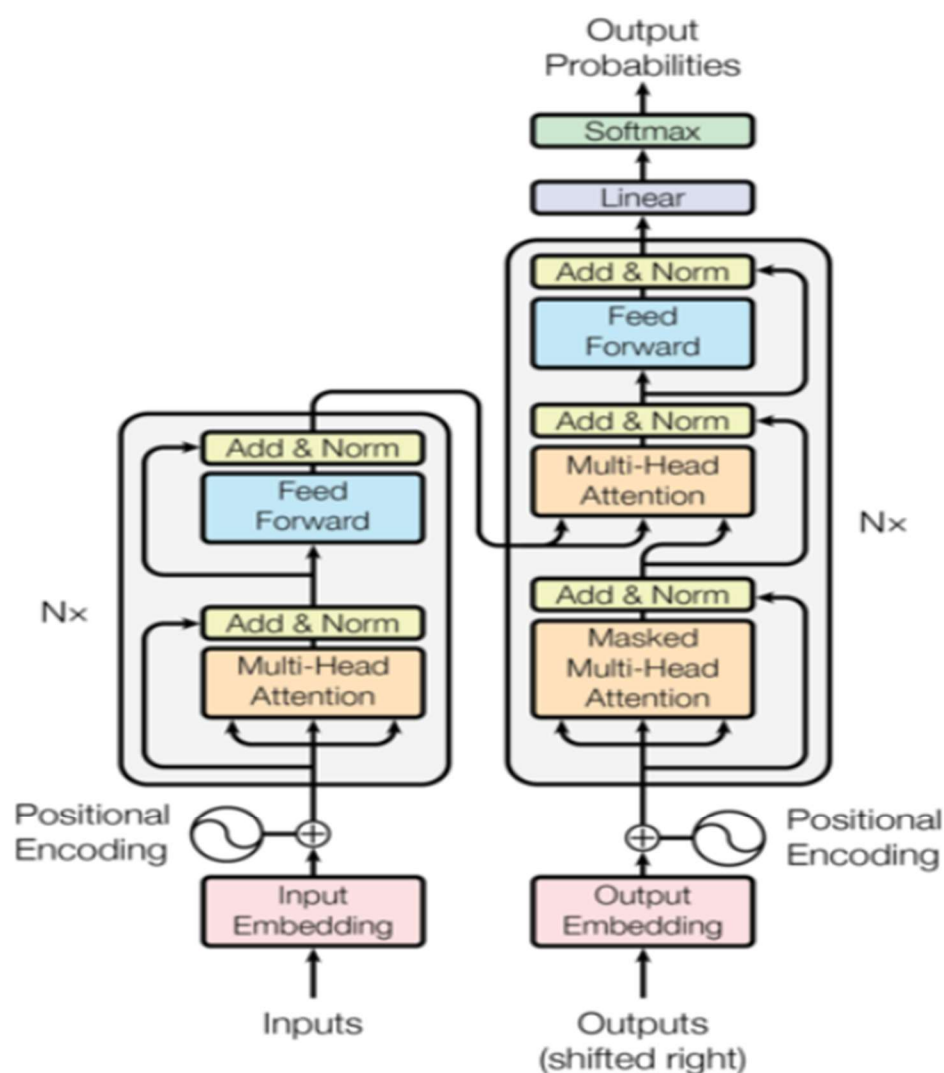 Output
Probabilities
Softmax
Linear
Add & Norm
Feed
Forward
Add & Norm
Multi-Head
Attention
Nx
Add & Norm
Masked
Multi-Head
Attention
Add & Norm
Feed
Forward
Nx
Add & Norm
Multi-Head
Attention
Positional
Encoding
Positional
Encoding
Input
Embedding
Output
Embedding
Inputs
Outputs
(shifted right)